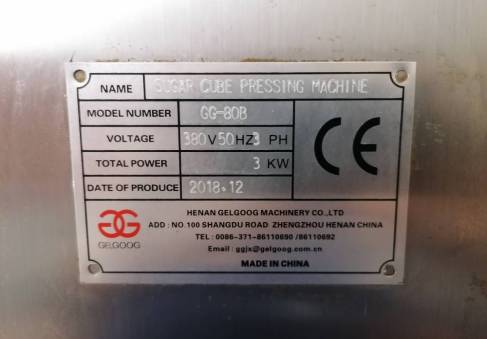 NAME SUGAR CUBE PRESSING MACHINE
MODEL NUMBER GG-80B
VOLTAGE 380V50HZ3 PH
TOTAL POWER 3 KW
DATE OF PRODUCE 2018.12
CE
GG
GELGOOG
HENAN GELGOOG MACHINERY CO.,LTD
ADD : NO.100 SHANGDU ROAD ZHENGZHOU HENAN CHINA
TEL : 0086-371-86110690 /86110692
Email : ggjx@gelgoog.com.cn
MADE IN CHINA